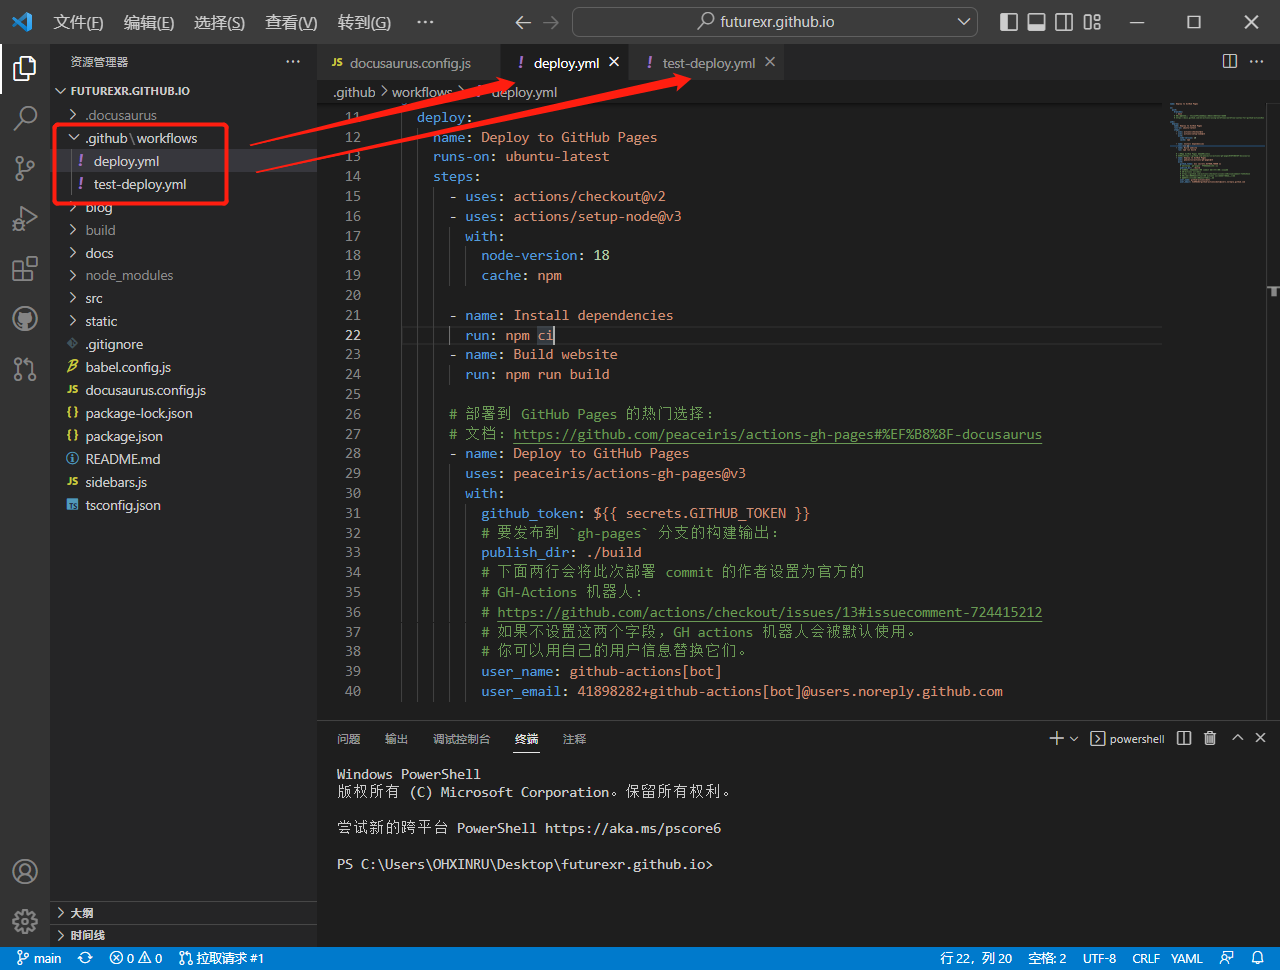 文件(F) 编辑(E) 选择(S) 查看(V) 转到(G) ··· futurexr.github.io
资源管理器
FUTUREXR.GITHUB.IO
.docusaurus
.github\workflows
deploy.yml
test-deploy.yml
blog
build
docs
node_modules
src
static
.gitignore
babel.config.js
JS docusaurus.config.js
{} package-lock.json
{} package.json
README.md
JS sidebars.js
TS tsconfig.json
大纲
时间线
JS docusaurus.config.js ! deploy.yml ! test-deploy.yml
.github > workflows > deploy.yml
11 deploy:
12 name: Deploy to GitHub Pages
13 runs-on: ubuntu-latest
14 steps:
15 - uses: actions/checkout@v2
16 - uses: actions/setup-node@v3
17 with:
18 node-version: 18
19 cache: npm
20
21 - name: Install dependencies
22 run: npm ci
23 - name: Build website
24 run: npm run build
25
26 # 部署到 GitHub Pages 的热门选择：
27 # 文档：https://github.com/peaceiris/actions-gh-pages#%EF%B8%8F-docusaurus
28 - name: Deploy to GitHub Pages
29 uses: peaceiris/actions-gh-pages@v3
30 with:
31 github_token: ${{ secrets.GITHUB_TOKEN }}
32 # 要发布到 `gh-pages` 分支的构建输出：
33 publish_dir: ./build
34 # 下面两行会将此次部署 commit 的作者设置为官方的
35 # GH-Actions 机器人：
36 # https://github.com/actions/checkout/issues/13#issuecomment-724415212
37 # 如果不设置这两个字段，GH actions 机器人会被默认使用。
38 # 你可以用自己的用户信息替换它们。
39 user_name: github-actions[bot]
40 user_email: 41898282+github-actions[bot]@users.noreply.github.com
问题 输出 调试控制台 终端 注释 powershell
Windows PowerShell
版权所有 (C) Microsoft Corporation。保留所有权利。
尝试新的跨平台 PowerShell https://aka.ms/pscore6
PS C:\Users\OHXINRU\Desktop\futurexr.github.io>
main 0 0 拉取请求 #1 行 22，列 20 空格: 2 UTF-8 CRLF YAML